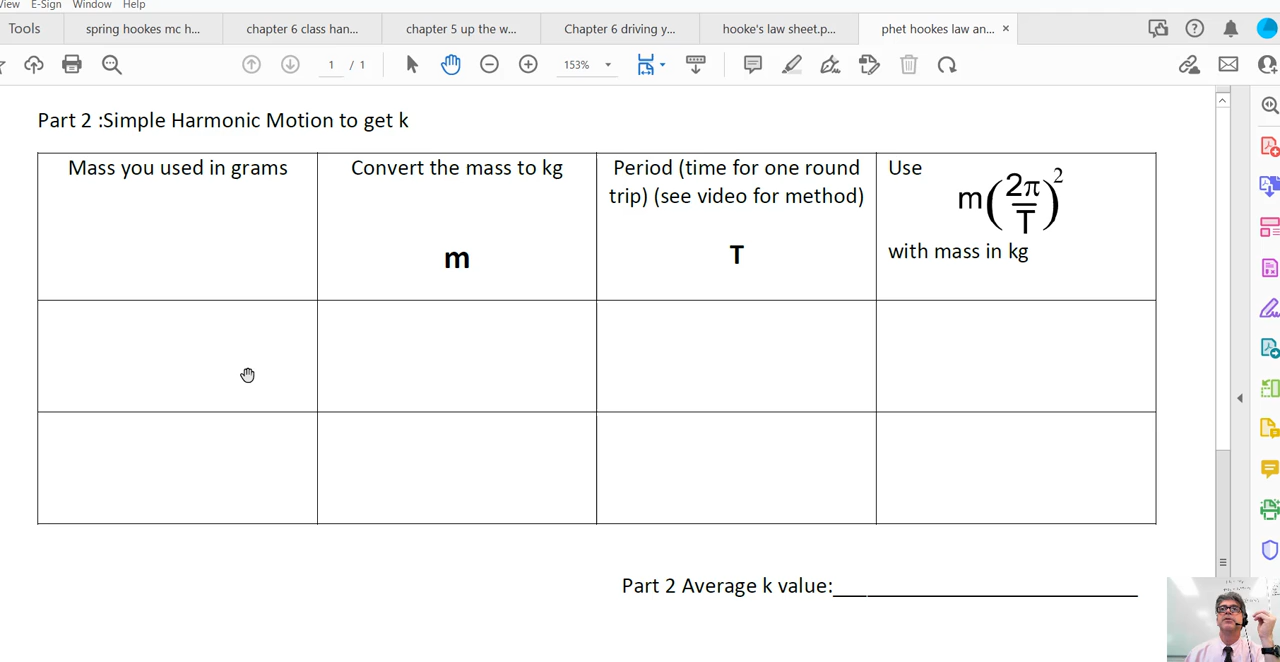 View E-Sign Window Help
Tools spring hookes mc h... chapter 6 class han... chapter 5 up the w... Chapter 6 driving y... hooke's law sheet.p... phet hookes law an... ×
1 / 1 153%
Part 2 :Simple Harmonic Motion to get k
Mass you used in grams
Convert the mass to kg
m
Period (time for one round
trip) (see video for method)
T
Use
m(2π/T)²
with mass in kg
Part 2 Average k value:______________________________